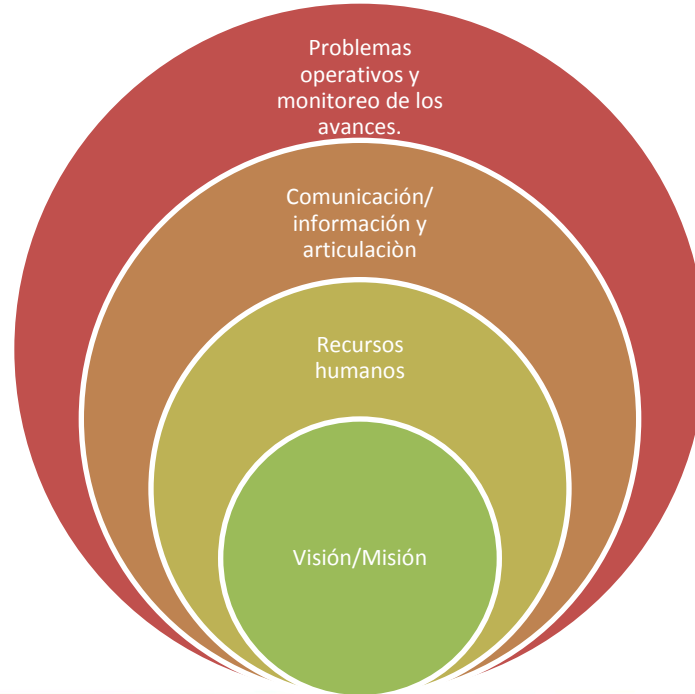 Problemas
operativos y
monitoreo de los
avances.
Comunicación/
información y
articulaciòn
Recursos
humanos
Visión/Misión